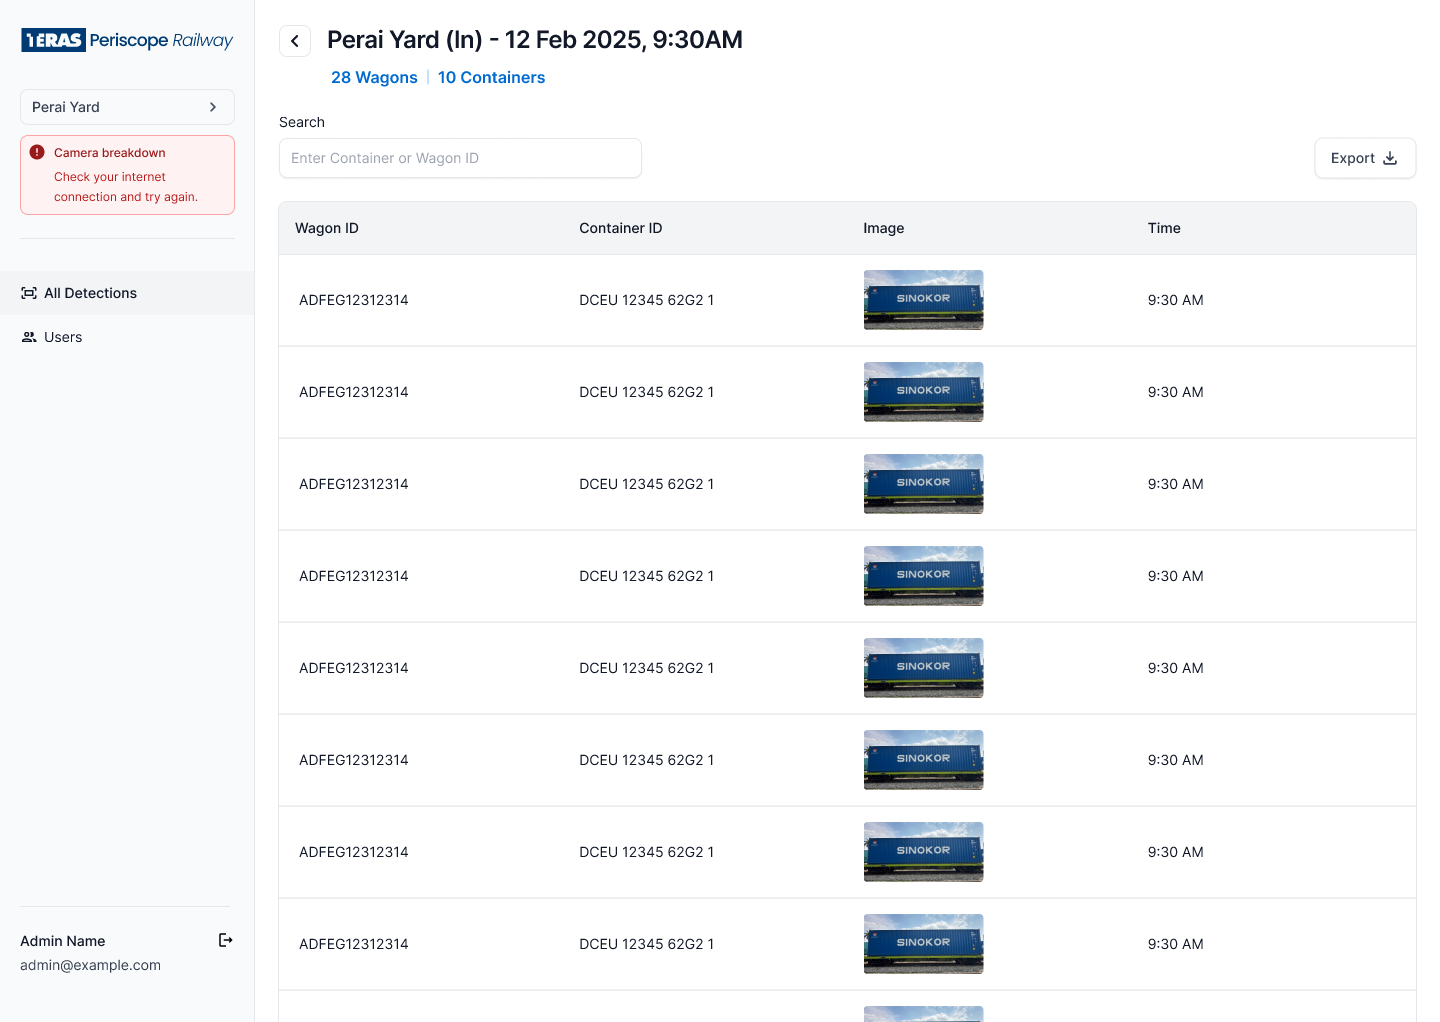 TERAS Periscope Railway
Perai Yard
Camera breakdown
Check your internet
connection and try again.
All Detections
Users
Admin Name
admin@example.com
Perai Yard (In) - 12 Feb 2025, 9:30AM
28 Wagons | 10 Containers
Search
Enter Container or Wagon ID
Export
Wagon ID Container ID Image Time
ADFEG12312314 DCEU 12345 62G2 1 SINOKOR 9:30 AM
ADFEG12312314 DCEU 12345 62G2 1 SINOKOR 9:30 AM
ADFEG12312314 DCEU 12345 62G2 1 SINOKOR 9:30 AM
ADFEG12312314 DCEU 12345 62G2 1 SINOKOR 9:30 AM
ADFEG12312314 DCEU 12345 62G2 1 SINOKOR 9:30 AM
ADFEG12312314 DCEU 12345 62G2 1 SINOKOR 9:30 AM
ADFEG12312314 DCEU 12345 62G2 1 SINOKOR 9:30 AM
ADFEG12312314 DCEU 12345 62G2 1 SINOKOR 9:30 AM